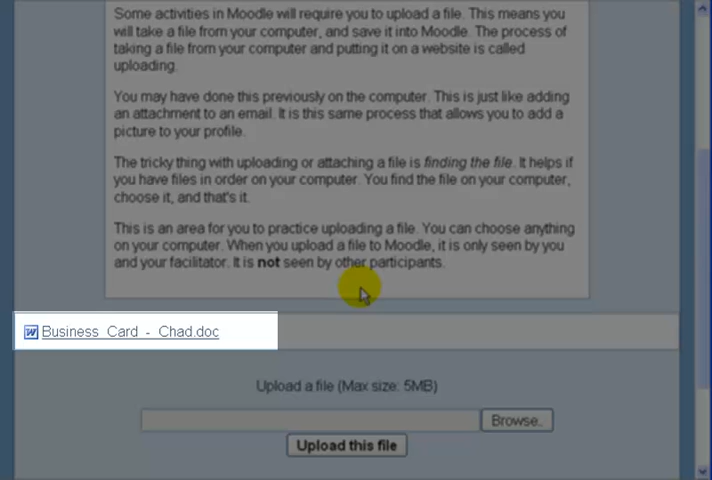 Some activities in Moodle will require you to upload a file. This means you
will take a file from your computer, and save it into Moodle. The process of
taking a file from your computer and putting it on a website is called
uploading.
You may have done this previously on the computer. This is just like adding
an attachment to an email. It is this same process that allows you to add a
picture to your profile.
The tricky thing with uploading or attaching a file is finding the file. It helps if
you have files in order on your computer. You find the file on your computer,
choose it, and that's it.
This is an area for you to practice uploading a file. You can choose anything
on your computer. When you upload a file to Moodle, it is only seen by you
and your facilitator. It is not seen by other participants.
Business_Card_-_Chad.doc
Upload a file (Max size: 5MB)
Browse..
Upload this file